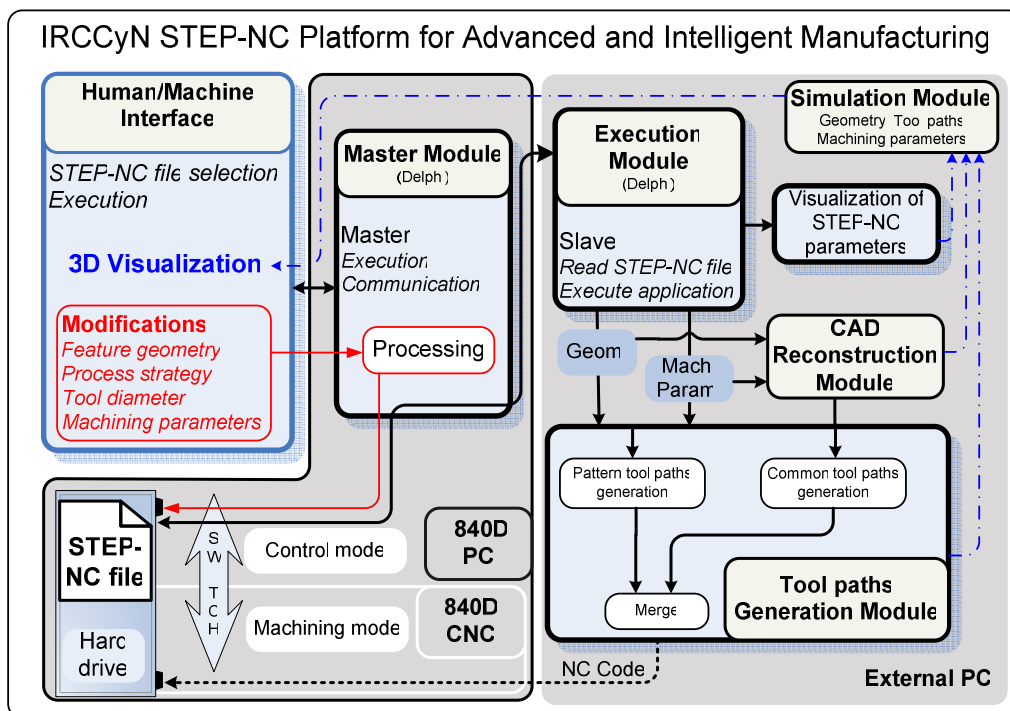 IRCCyN STEP-NC Platform for Advanced and Intelligent Manufacturing
Human/Machine
Interface
STEP-NC file selection
Execution
3D Visualization
Modifications
Feature geometry
Process strategy
Tool diameter
Machining parameters
Master Module
(Delph)
Master
Execution
Communication
Processing
Execution
Module
(Delph)
Slave
Read STEP-NC file
Execute application
Simulation Module
Geometry Too paths
Machining parameters
Visualization of
STEP-NC
parameters
Geom
Mach
Param
CAD
Reconstruction
Module
Pattern tool paths
generation
Common tool paths
generation
Merge
Tool paths
Generation Module
STEP-
NC file
Hard
drive
SW TCH
Control mode
Machining mode
840D
PC
840D
CNC
NC Code
External PC